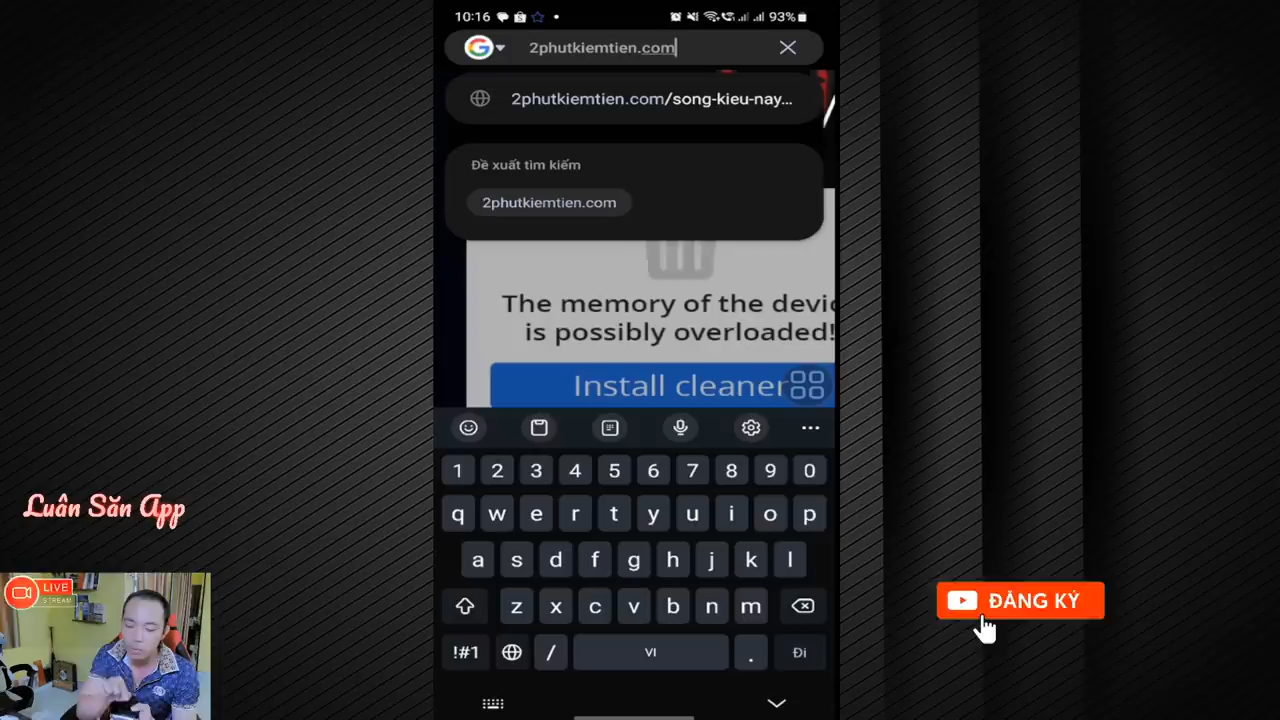 10:16
93%
2phutkiemtien.com
2phutkiemtien.com/song-kieu-nay...
Đề xuất tìm kiếm
2phutkiemtien.com
The memory of the devic
is possibly overloaded!
Install cleaner
1 2 3 4 5 6 7 8 9 0
q w e r t y u i o p
a s d f g h j k l
z x c v b n m
!#1 / VI . Đi
Luân Săn App
LIVE
STREAM
ĐĂNG KÝ